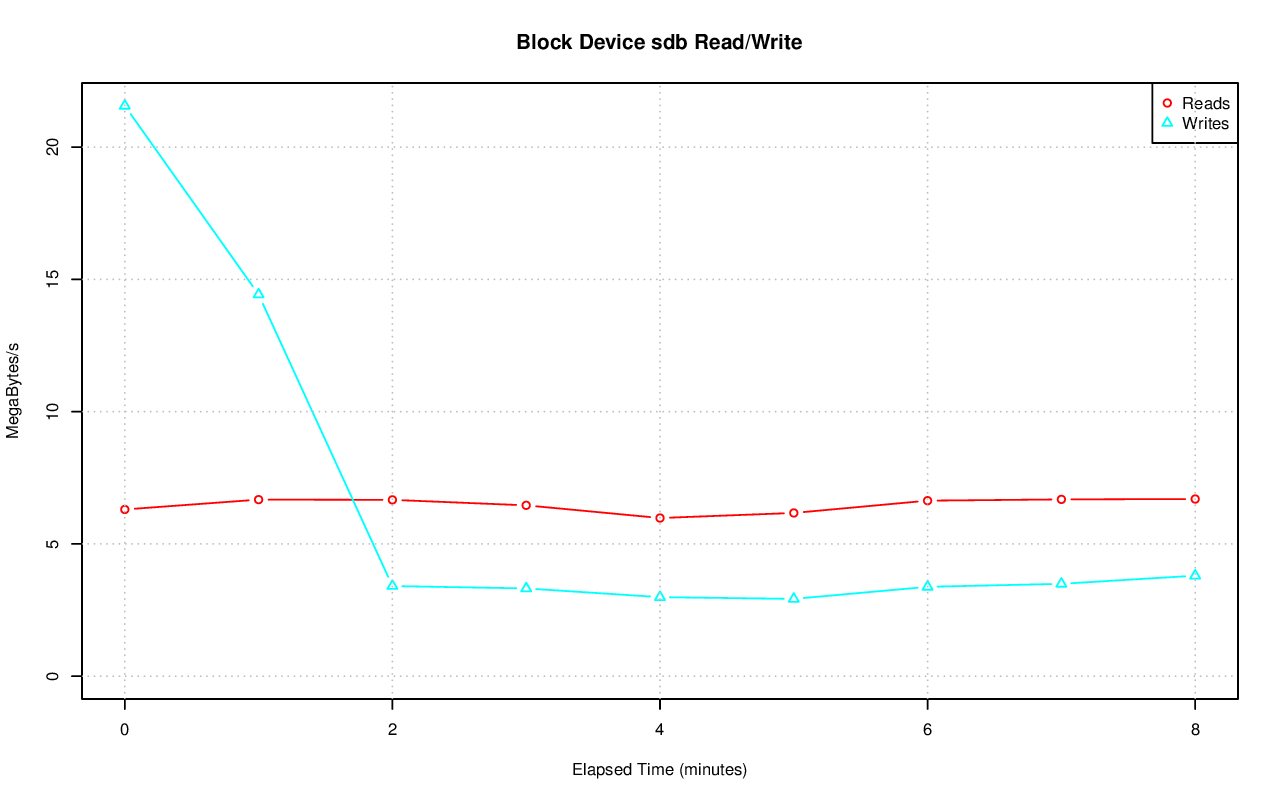 Block Device sdb Read/Write
Reads
Writes
MegaBytes/s
20
15
10
5
0
0 2 4 6 8
Elapsed Time (minutes)